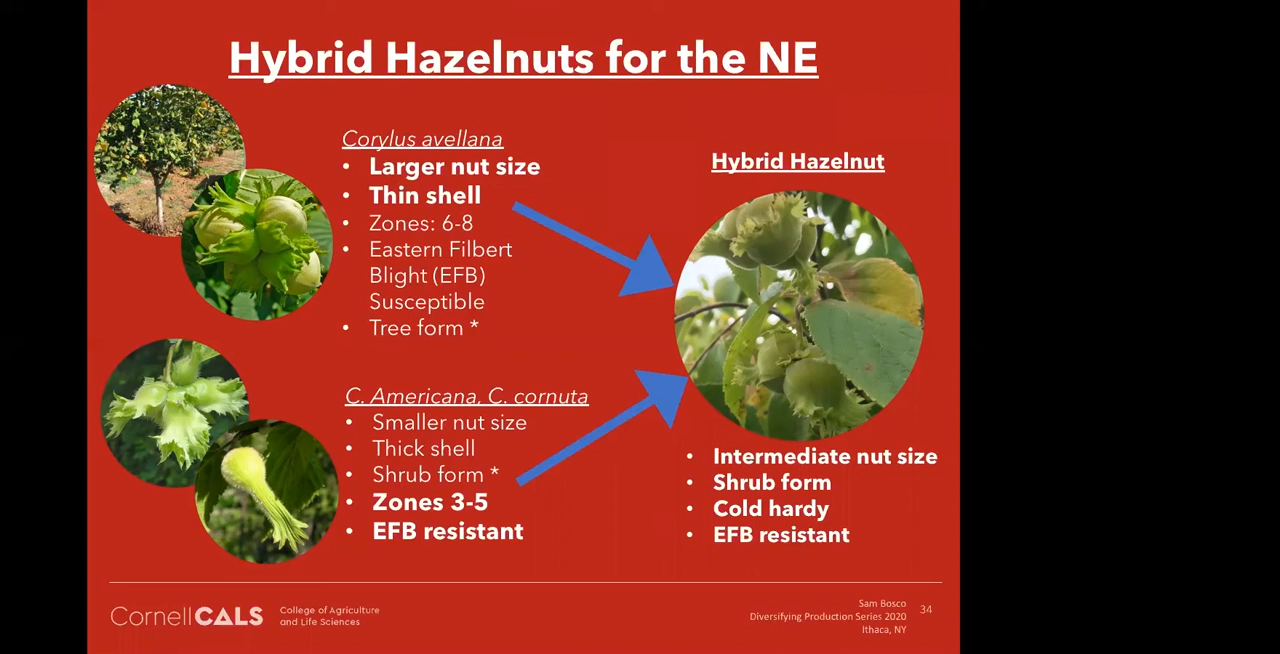 Hybrid Hazelnuts for the NE
Corylus avellana
• Larger nut size
• Thin shell
• Zones: 6-8
• Eastern Filbert
Blight (EFB)
Susceptible
• Tree form *
C. Americana, C. cornuta
• Smaller nut size
• Thick shell
• Shrub form *
• Zones 3-5
• EFB resistant
Hybrid Hazelnut
• Intermediate nut size
• Shrub form
• Cold hardy
• EFB resistant
CornellCALS
College of Agriculture
and Life Sciences
Sam Bosco
Diversifying Production Series 2020
Ithaca, NY
34